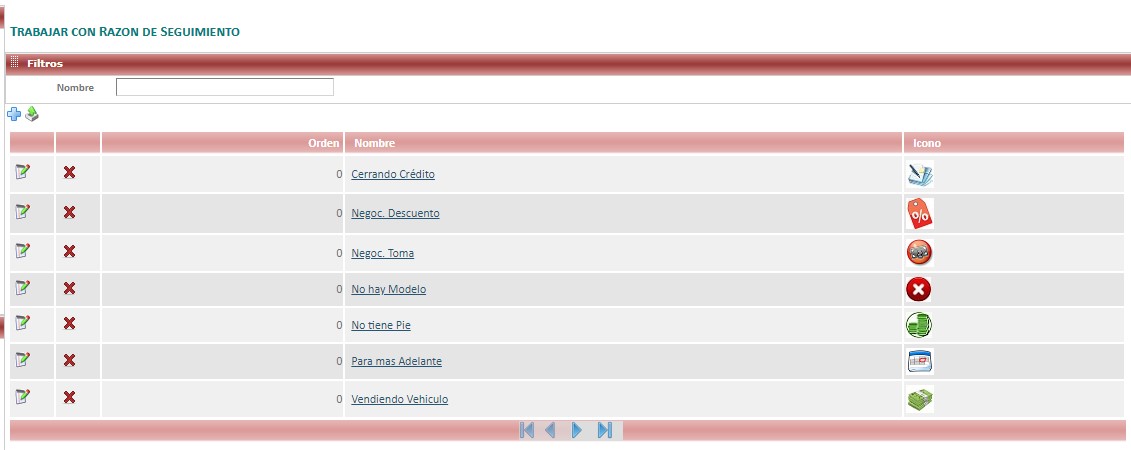 TRABAJAR CON RAZON DE SEGUIMIENTO
Filtros
Nombre
Orden Nombre Icono
0 Cerrando Crédito
0 Negoc. Descuento %
0 Negoc. Toma
0 No hay Modelo
0 No tiene Pie
0 Para mas Adelante
0 Vendiendo Vehiculo